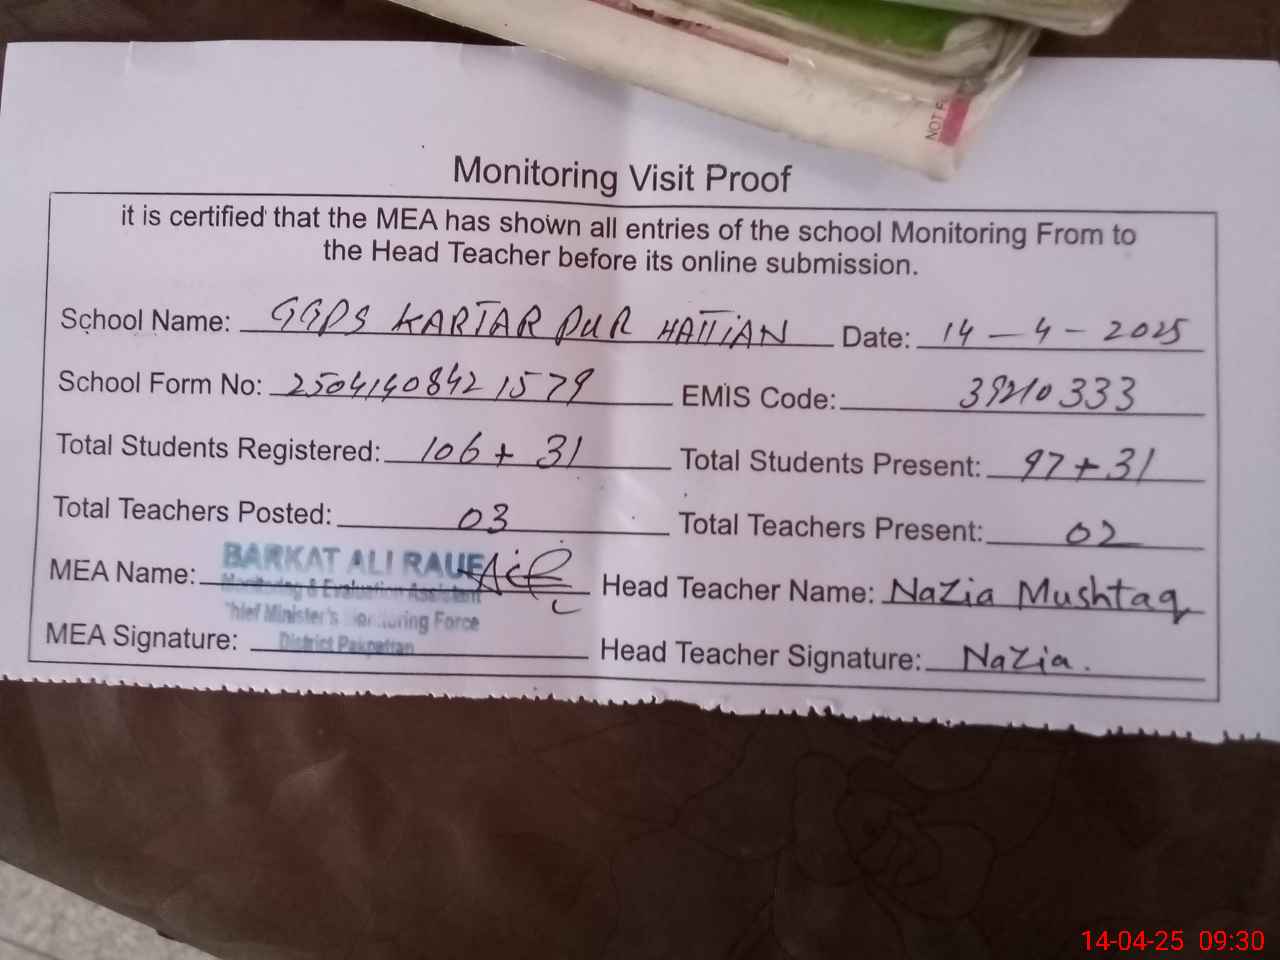 NOT F
Monitoring Visit Proof
it is certified that the MEA has shown all entries of the school Monitoring From to
the Head Teacher before its online submission.
School Name: GGPS KARTAR PUR HATTIAN Date: 14-4-2025
School Form No: 2504140842 1579 EMIS Code: 39210333
Total Students Registered: 106+31 Total Students Present: 97+31
Total Teachers Posted: 03 Total Teachers Present: 02
MEA Name: BARKAT ALI RAUF Head Teacher Name: Nazia Mushtaq
Monitoring & Evaluation Assistant
Chief Minister's Monitoring Force
District Pakpattan
MEA Signature: Head Teacher Signature: Nazia.
14-04-25 09:30